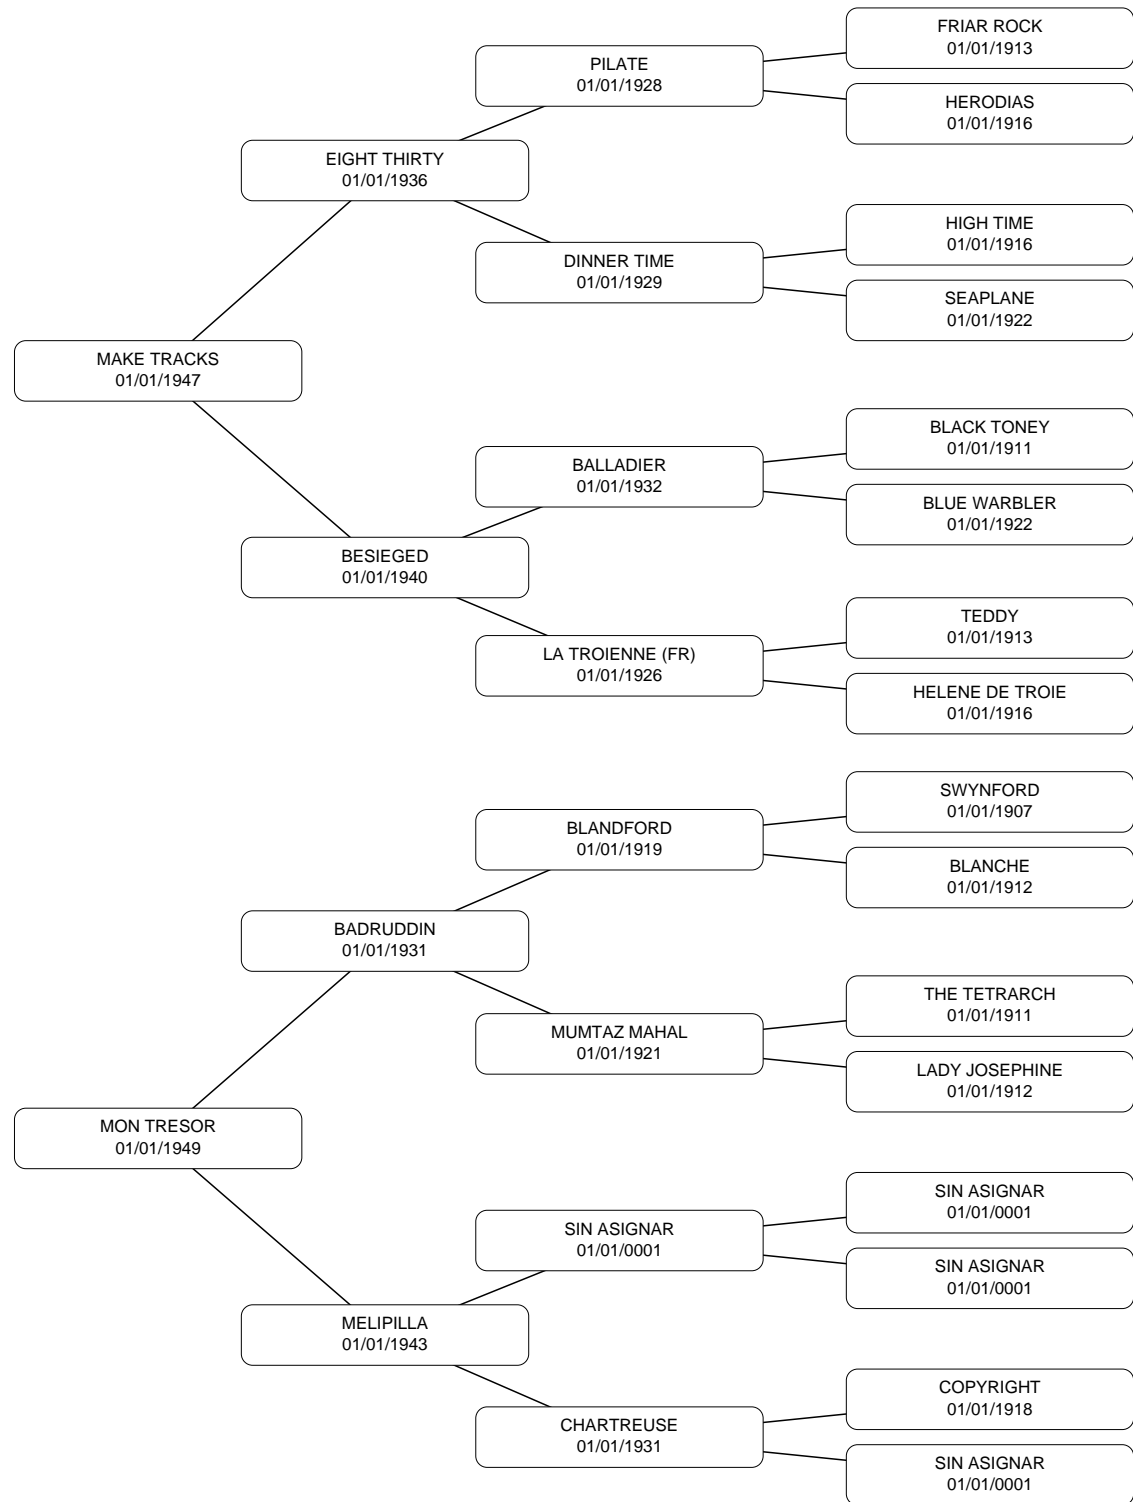 FRIAR ROCK
01/01/1913
PILATE
01/01/1928
HERODIAS
01/01/1916
EIGHT THIRTY
01/01/1936
HIGH TIME
01/01/1916
DINNER TIME
01/01/1929
SEAPLANE
01/01/1922
MAKE TRACKS
01/01/1947
BLACK TONEY
01/01/1911
BALLADIER
01/01/1932
BLUE WARBLER
01/01/1922
BESIEGED
01/01/1940
TEDDY
01/01/1913
LA TROIENNE (FR)
01/01/1926
HELENE DE TROIE
01/01/1916
SWYNFORD
01/01/1907
BLANDFORD
01/01/1919
BLANCHE
01/01/1912
BADRUDDIN
01/01/1931
THE TETRARCH
01/01/1911
MUMTAZ MAHAL
01/01/1921
LADY JOSEPHINE
01/01/1912
MON TRESOR
01/01/1949
SIN ASIGNAR
01/01/0001
SIN ASIGNAR
01/01/0001
SIN ASIGNAR
01/01/0001
MELIPILLA
01/01/1943
COPYRIGHT
01/01/1918
CHARTREUSE
01/01/1931
SIN ASIGNAR
01/01/0001